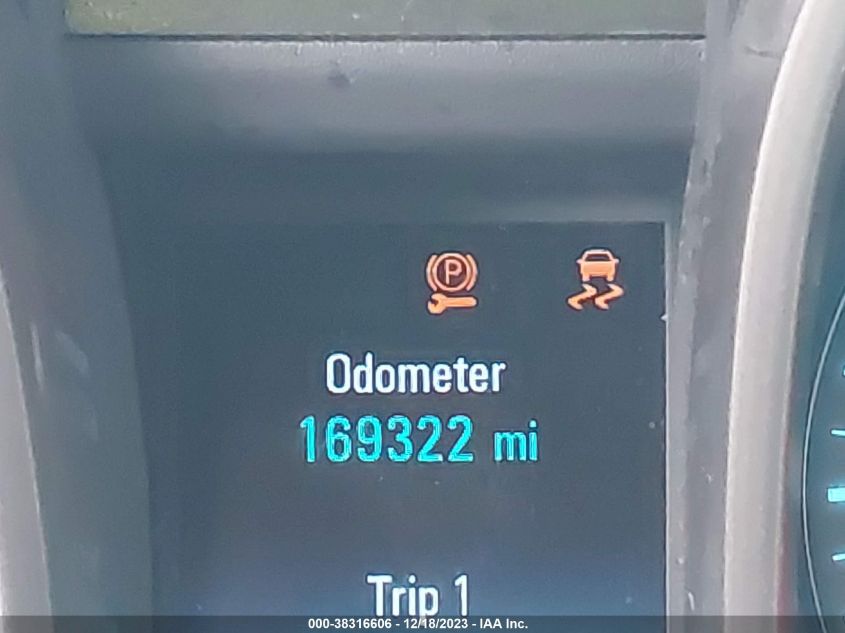 P
Odometer
169322 mi
Trip 1
000-38316606 - 12/18/2023 - IAA Inc.